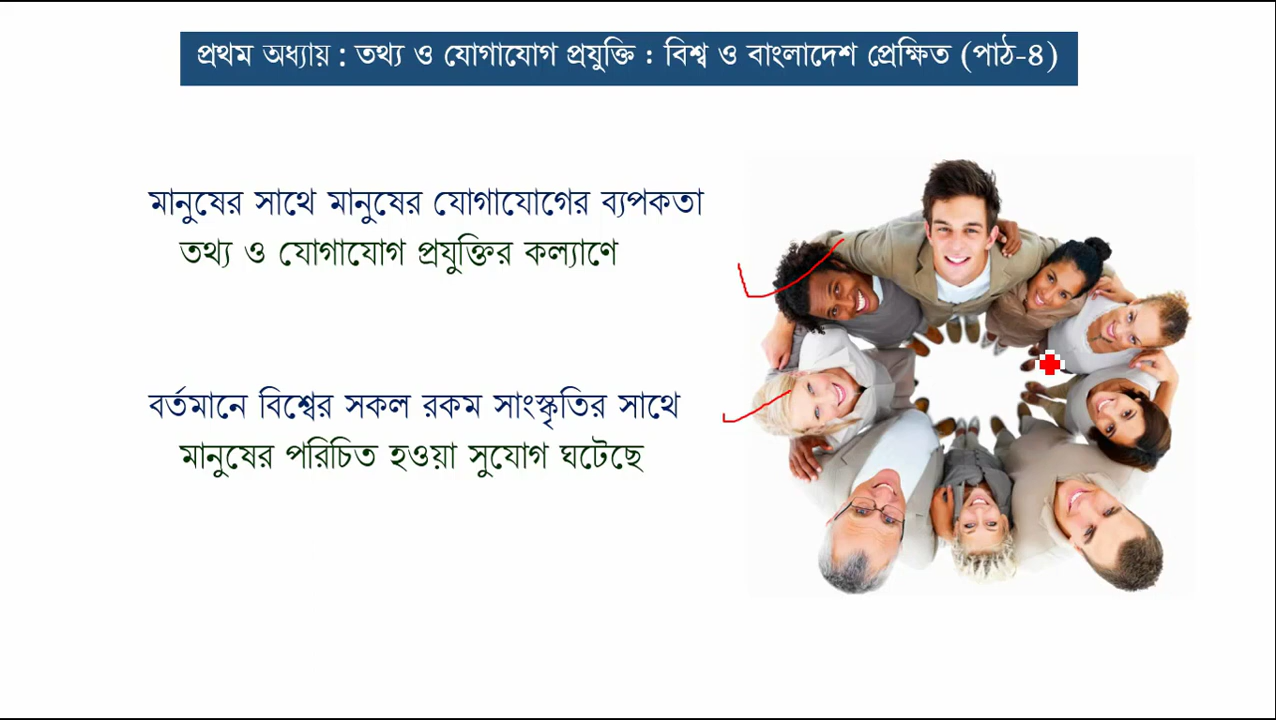 প্রথম অধ্যায় : তথ্য ও যোগাযোগ প্রযুক্তি : বিশ্ব ও বাংলাদেশ প্রেক্ষিত (পাঠ-৪)
মানুষের সাথে মানুষের যোগাযোগের ব্যপকতা
তথ্য ও যোগাযোগ প্রযুক্তির কল্যাণে
বর্তমানে বিশ্বের সকল রকম সাংস্কৃতির সাথে
মানুষের পরিচিত হওয়া সুযোগ ঘটেছে